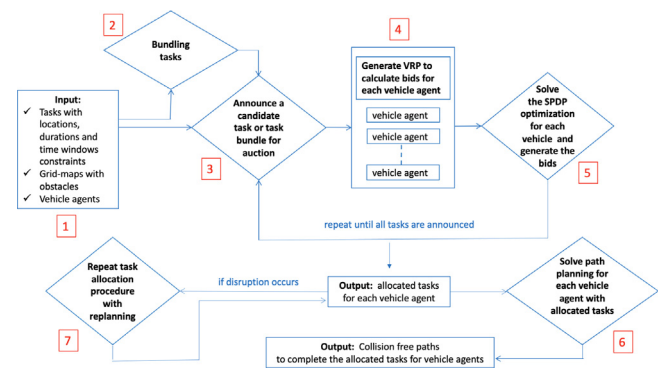 2
Bundling
tasks
4
Generate VRP to
calculate bids for
each vehicle agent
vehicle agent
vehicle agent
vehicle agent
Input:
✓ Tasks with
locations,
durations and
time windows
constraints
✓ Grid-maps with
obstacles
✓ Vehicle agents
1
Announce a
candidate
task or task
bundle for
auction
3
Solve
the SPDP
optimization
for each
vehicle and
generate the
bids
5
repeat until all tasks are announced
Repeat task
allocation
procedure
with
replanning
7
if disruption occurs
Output: allocated tasks
for each vehicle agent
Solve path
planning for
each vehicle
agent with
allocated tasks
6
Output: Collision free paths
to complete the allocated tasks for vehicle agents